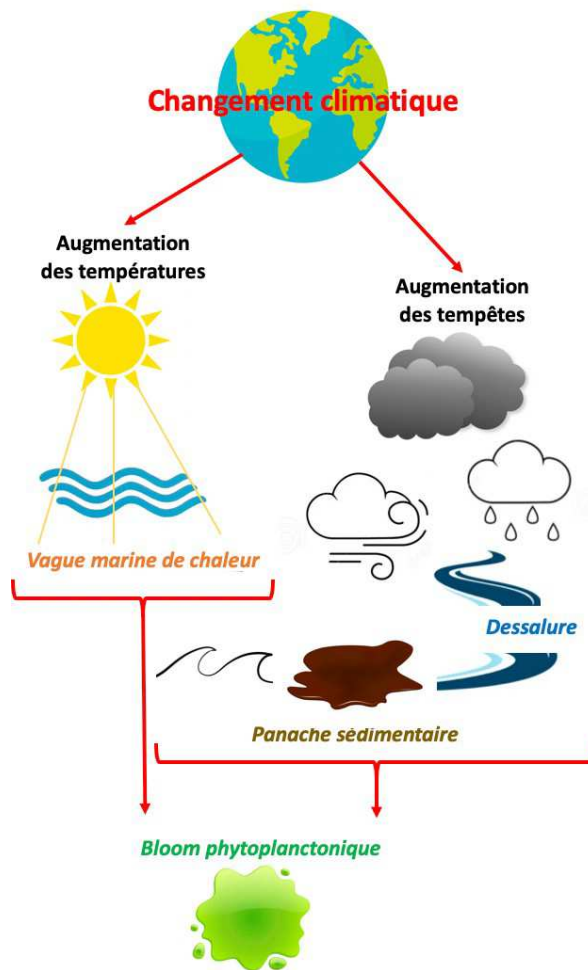 Changement climatique
Augmentation
des températures
Augmentation
des tempêtes
Vague marine de chaleur
Dessalure
Panache sédimentaire
Bloom phytoplanctonique